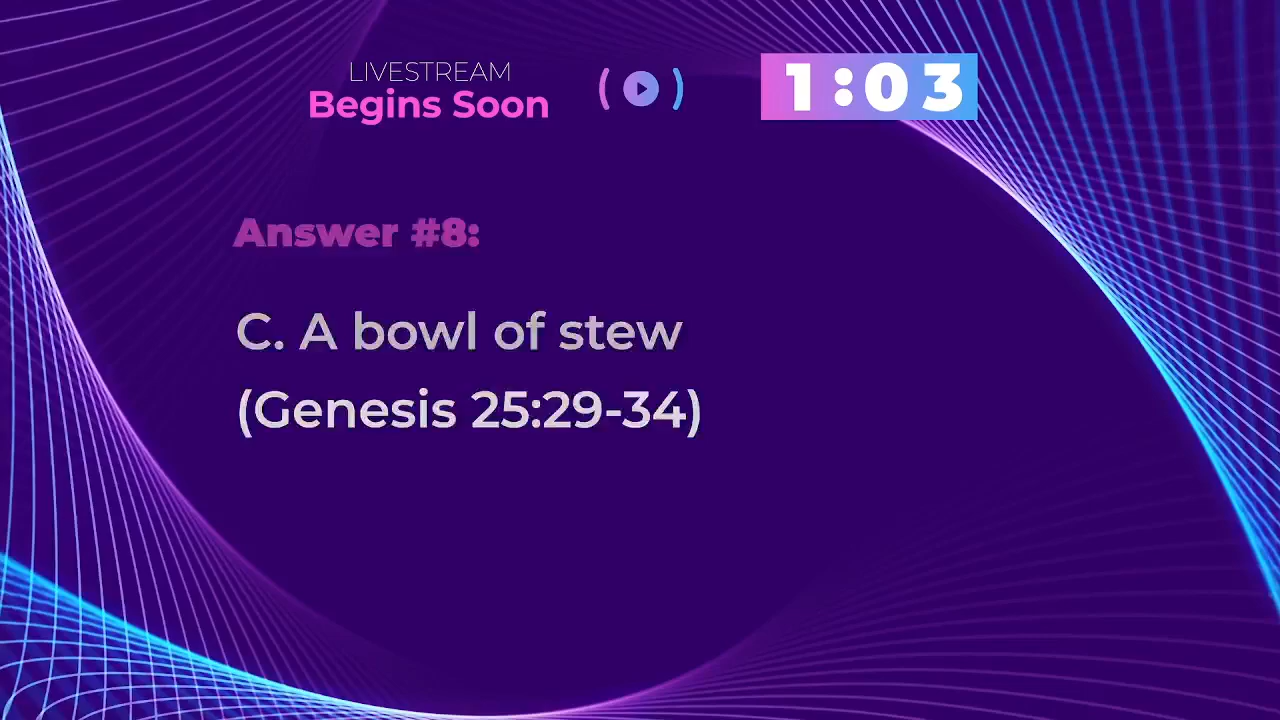 LIVESTREAM
Begins Soon
1:03
Answer #8:
C. A bowl of stew
(Genesis 25:29-34)